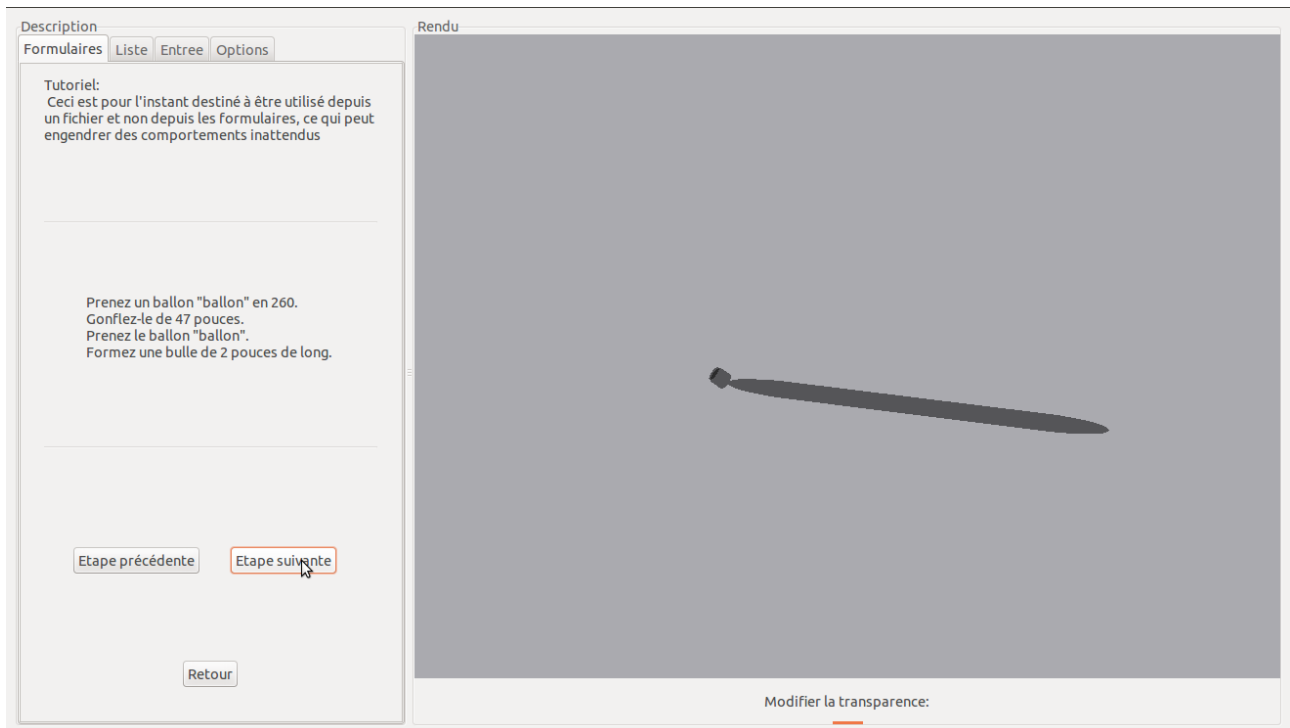 Description
Formulaires Liste Entree Options
Tutoriel:
Ceci est pour l'instant destiné à être utilisé depuis
un fichier et non depuis les formulaires, ce qui peut
engendrer des comportements inattendus
Prenez un ballon "ballon" en 260.
Gonflez-le de 47 pouces.
Prenez le ballon "ballon".
Formez une bulle de 2 pouces de long.
Etape précédente
Etape suivante
Retour
Rendu
Modifier la transparence: